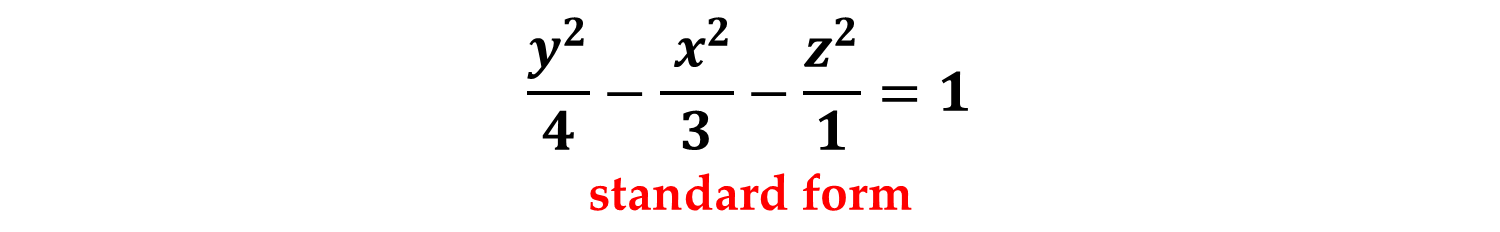 y²/4 − x²/3 − z²/1 = 1
standard form